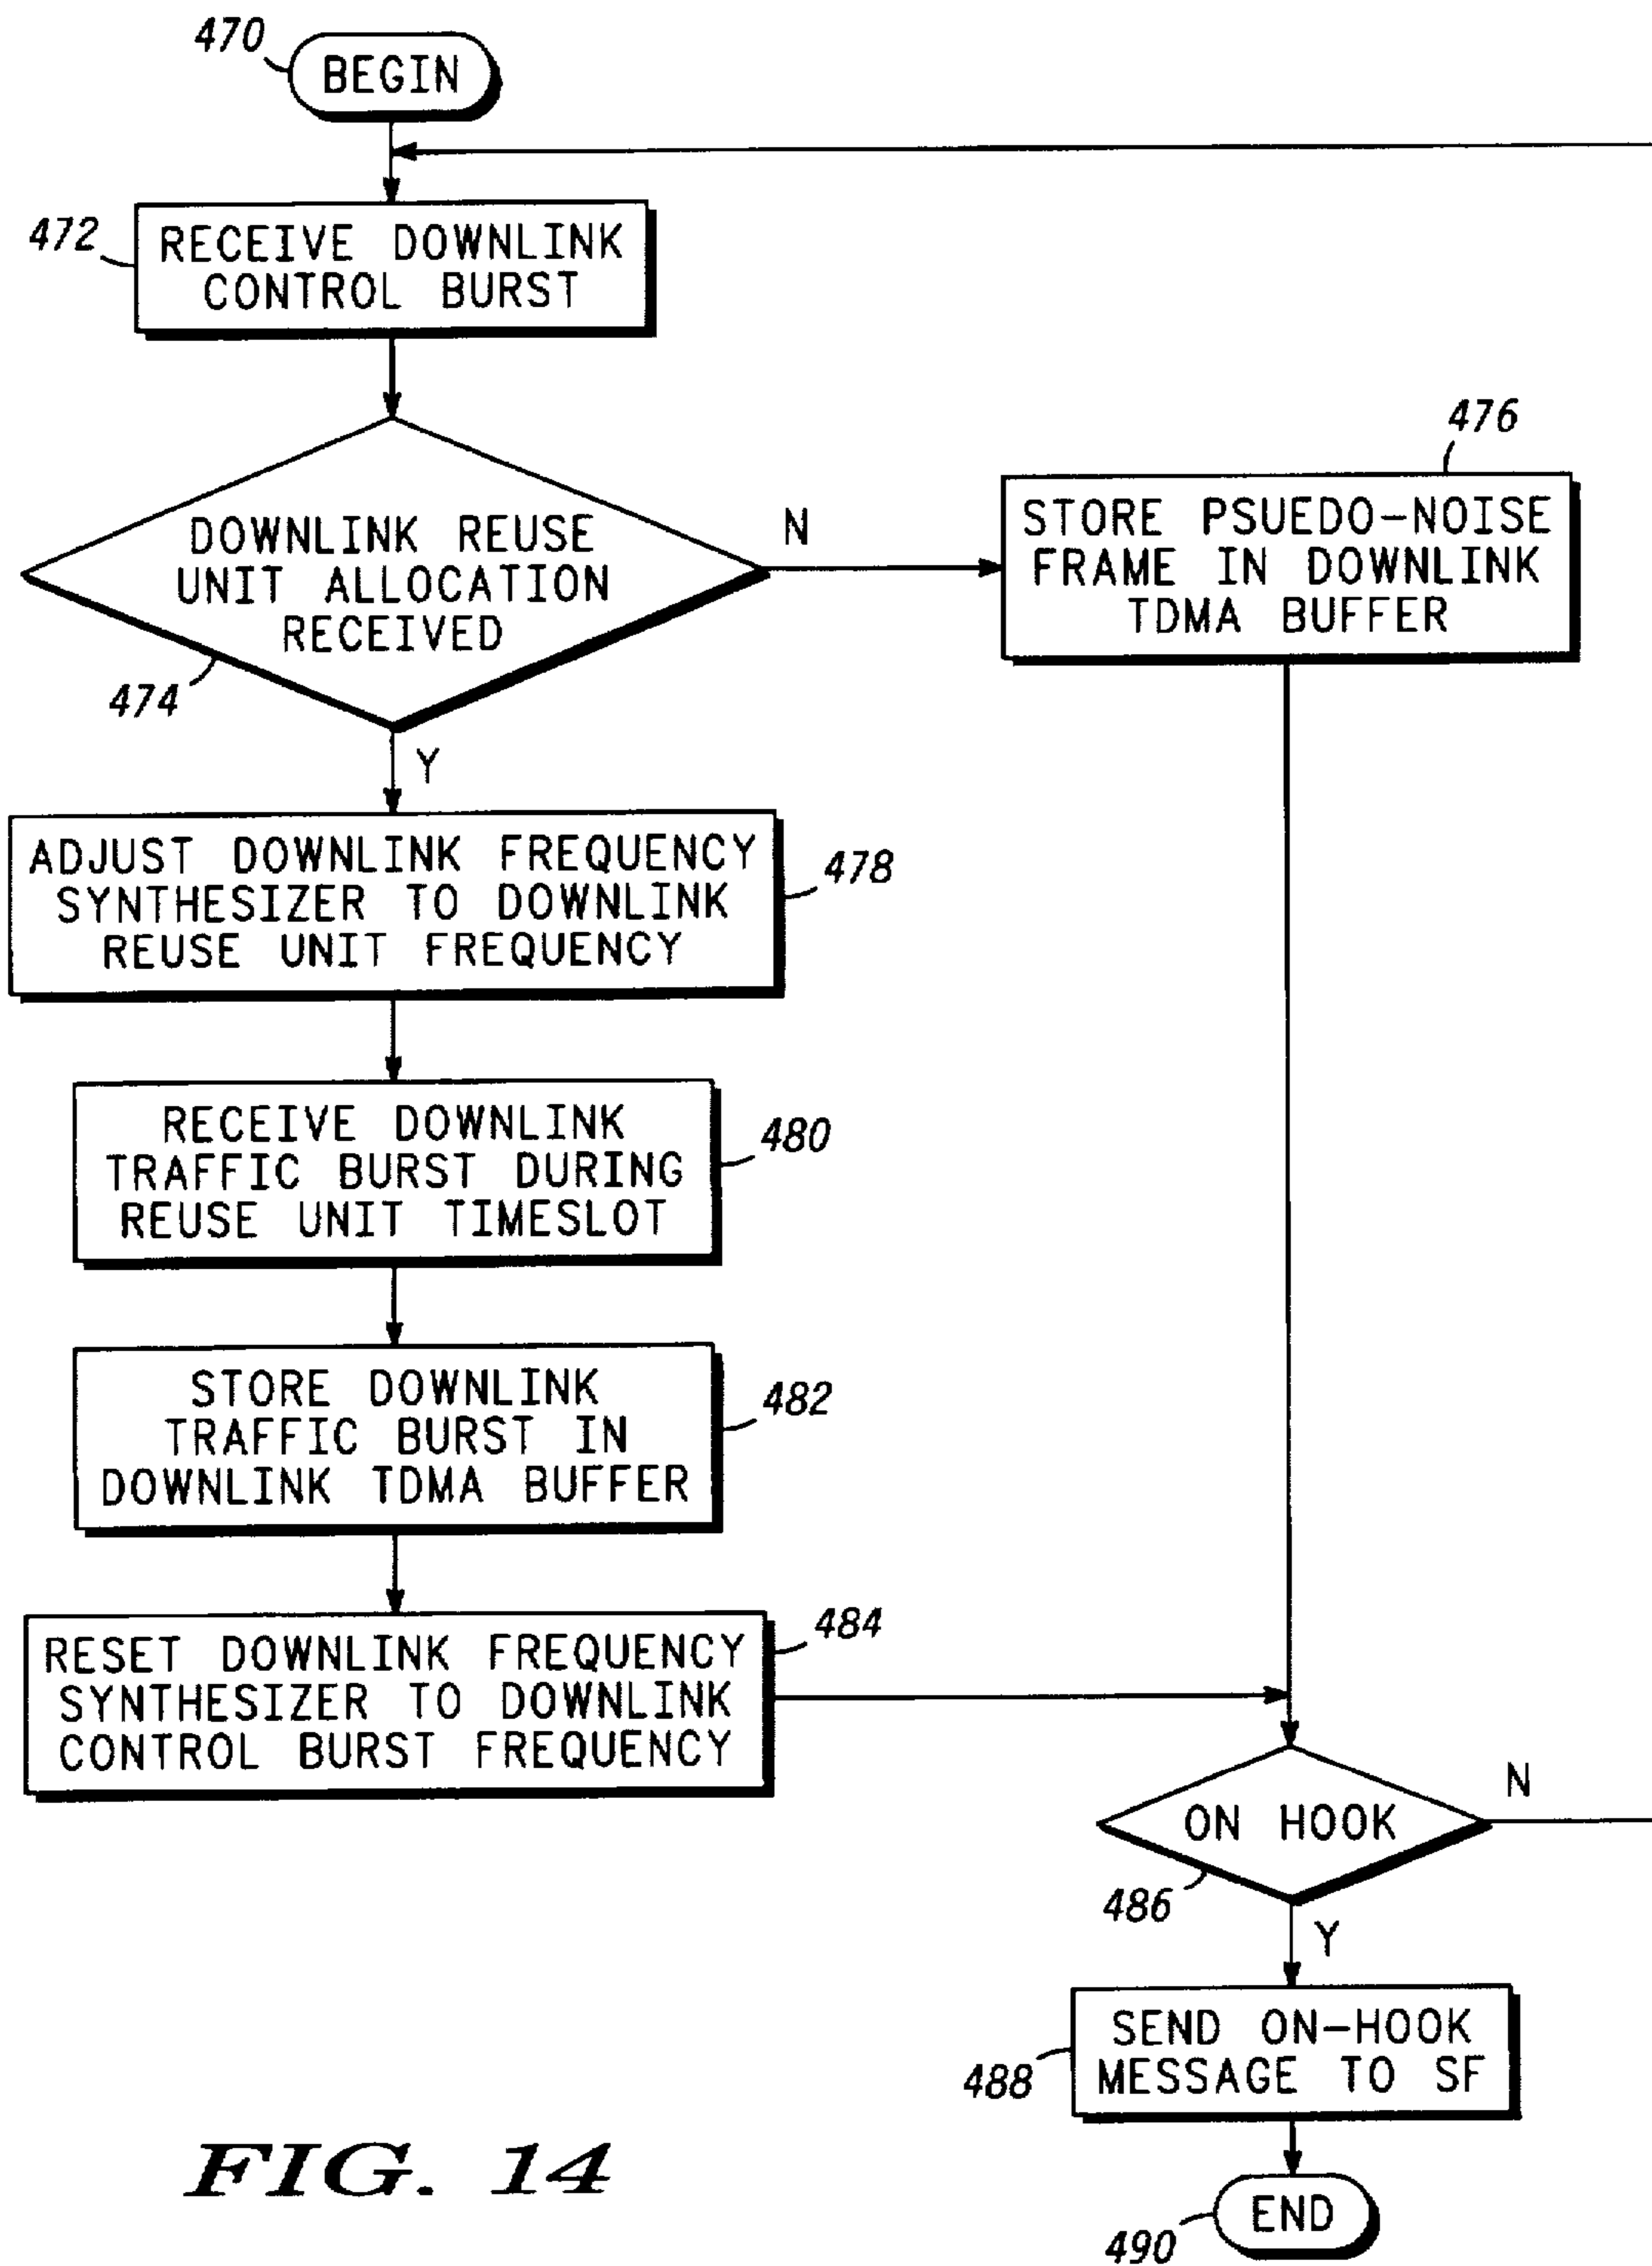 470
BEGIN
472
RECEIVE DOWNLINK
CONTROL BURST
DOWNLINK REUSE
UNIT ALLOCATION
RECEIVED
474
N
476
STORE PSUEDO-NOISE
FRAME IN DOWNLINK
TDMA BUFFER
Y
ADJUST DOWNLINK FREQUENCY
SYNTHESIZER TO DOWNLINK
REUSE UNIT FREQUENCY
478
RECEIVE DOWNLINK
TRAFFIC BURST DURING
REUSE UNIT TIMESLOT
480
STORE DOWNLINK
TRAFFIC BURST IN
DOWNLINK TDMA BUFFER
482
RESET DOWNLINK FREQUENCY
SYNTHESIZER TO DOWNLINK
CONTROL BURST FREQUENCY
484
ON HOOK
N
486
Y
SEND ON-HOOK
MESSAGE TO SF
488
END
490
FIG. 14